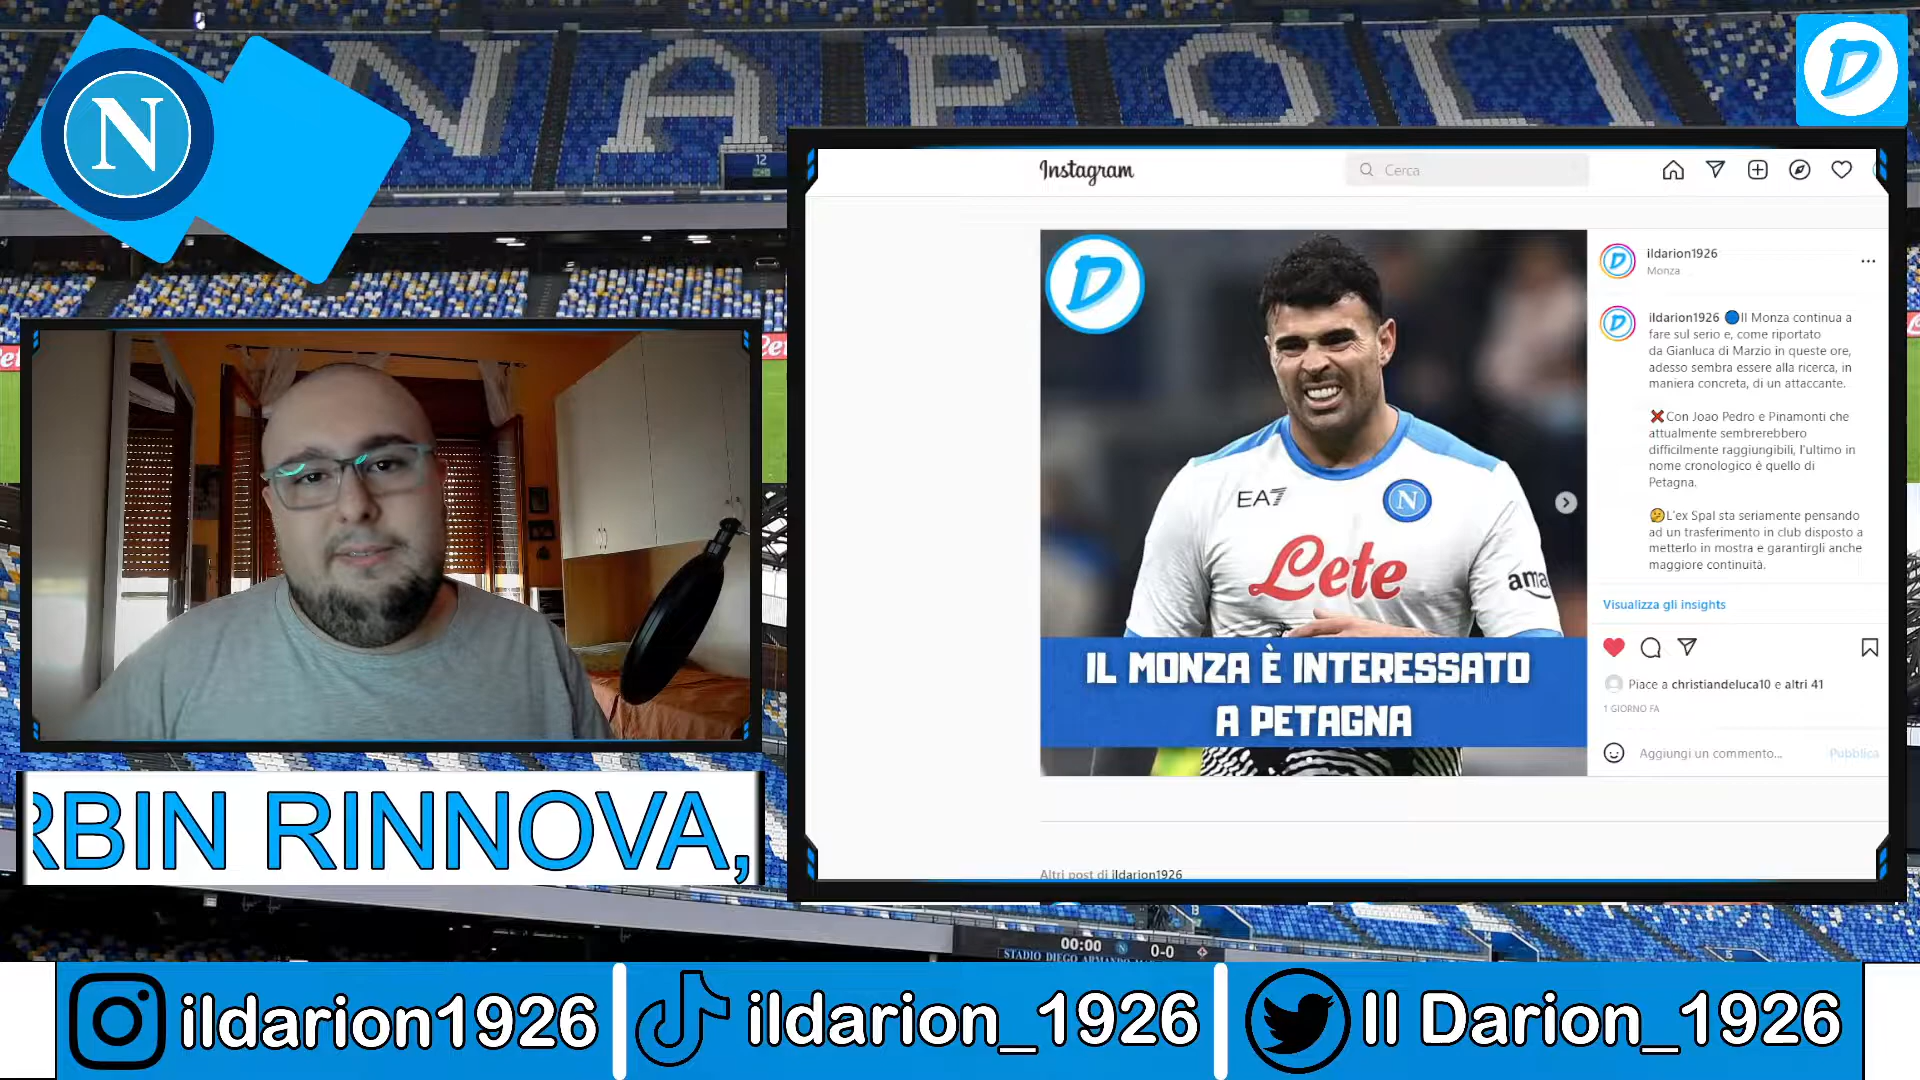 NAPOLI
N
D
12
Instagram
Cerca
D
EA7
N
Lete
IL MONZA È INTERESSATO
A PETAGNA
ildarion1926
Monza
ildarion1926 🔵Il Monza continua a
fare sul serio e, come riportato
da Gianluca di Marzio in queste ore,
adesso sembra essere alla ricerca, in
maniera concreta, di un attaccante.
❌Con Joao Pedro e Pinamonti che
attualmente sembrerebbero
difficilmente raggiungibili, l'ultimo in
nome cronologico è quello di
Petagna.
🤔L'ex Spal sta seriamente pensando
ad un trasferimento in club disposto a
metterlo in mostra e garantirgli anche
maggiore continuità.
Visualizza gli insights
Piace a christiandeluca10 e altri 41
1 GIORNO FA
Aggiungi un commento...
Pubblica
Altri post di ildarion1926
RBIN RINNOVA,
13
00:00 0-0
STADIO DIEGO
15
ildarion1926
ildarion_1926
Il Darion_1926